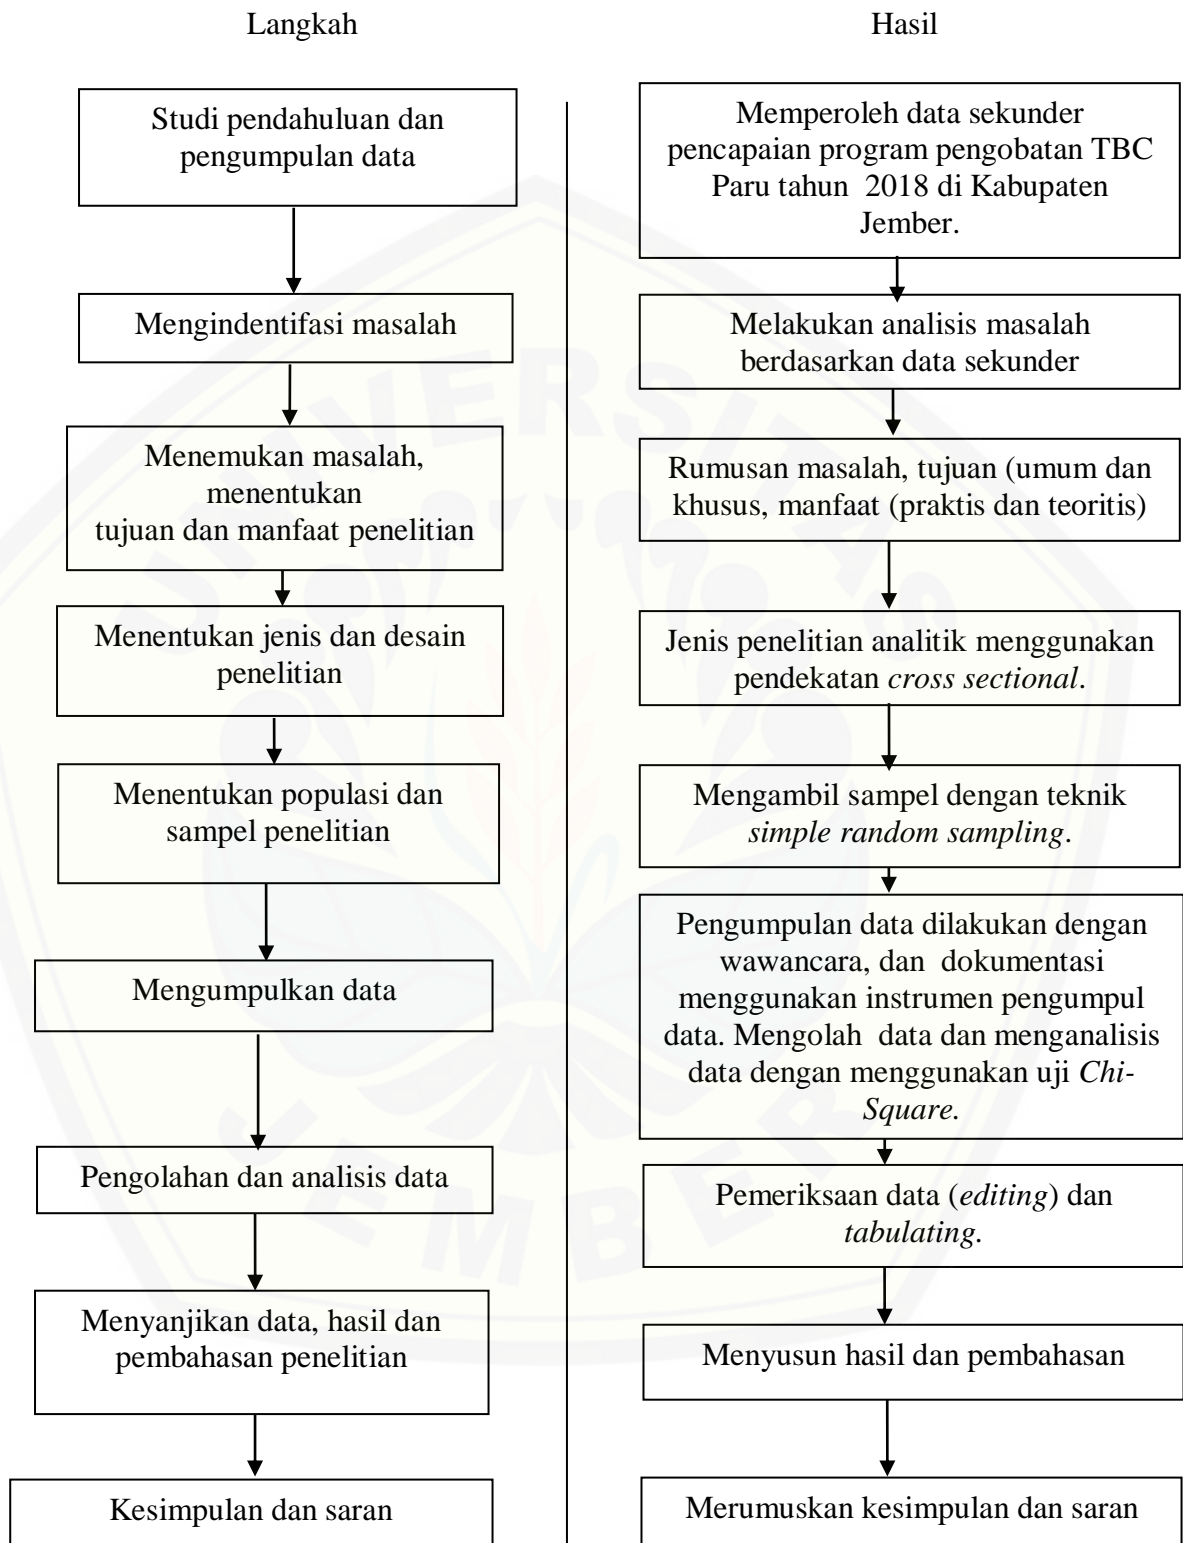 Langkah
Studi pendahuluan dan
pengumpulan data
Mengindentifasi masalah
Menemukan masalah,
menentukan
tujuan dan manfaat penelitian
Menentukan jenis dan desain
penelitian
Menentukan populasi dan
sampel penelitian
Mengumpulkan data
Pengolahan dan analisis data
Menyanjikan data, hasil dan
pembahasan penelitian
Kesimpulan dan saran
Hasil
Memperoleh data sekunder
pencapaian program pengobatan TBC
Paru tahun 2018 di Kabupaten
Jember.
Melakukan analisis masalah
berdasarkan data sekunder
Rumusan masalah, tujuan (umum dan
khusus, manfaat (praktis dan teoritis)
Jenis penelitian analitik menggunakan
pendekatan cross sectional.
Mengambil sampel dengan teknik
simple random sampling.
Pengumpulan data dilakukan dengan
wawancara, dan dokumentasi
menggunakan instrumen pengumpul
data. Mengolah data dan menganalisis
data dengan menggunakan uji Chi-
Square.
Pemeriksaan data (editing) dan
tabulating.
Menyusun hasil dan pembahasan
Merumuskan kesimpulan dan saran
UNIVERSITAS
JEMBER